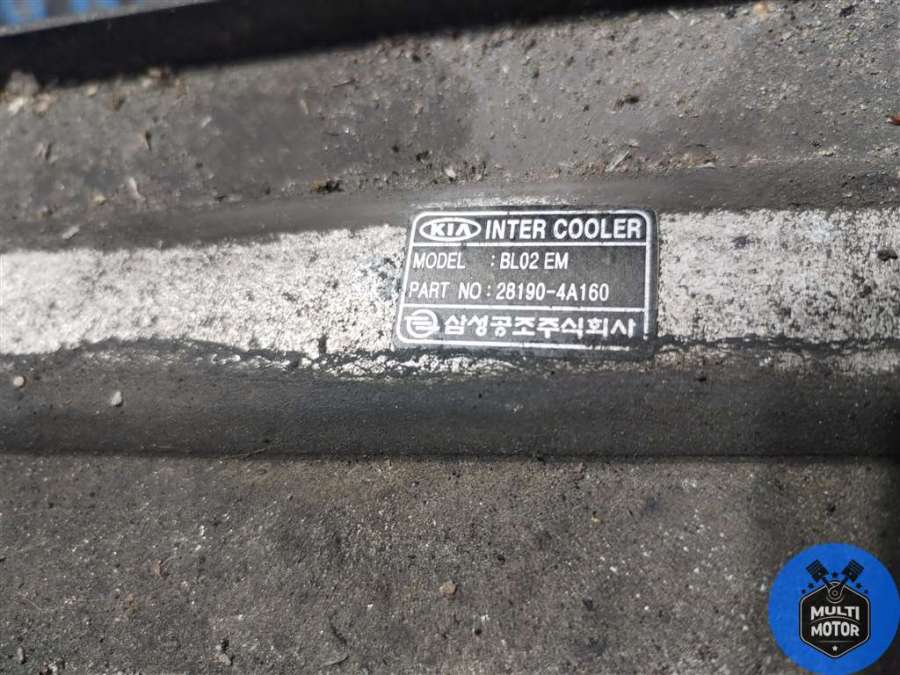 KIA INTER COOLER
MODEL : BL02 EM
PART NO : 28190-4A160
삼성공조주식회사
MULTI
MOTOR